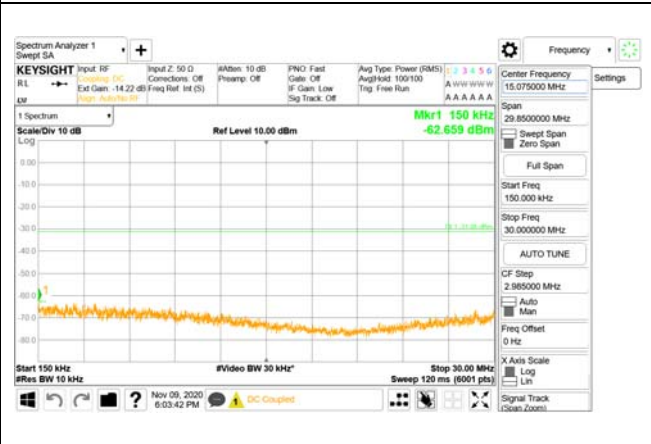 Spectrum Analyzer 1
Swept SA
Frequency
KEYSIGHT
RL
Input: RF
Coupling: DC
Ext Gain: -14.22 dB
Align: Auto/No RF
Input Z: 50 Ω
Corrections: Off
Freq Ref: Int (S)
#Atten: 10 dB
Preamp: Off
PNO: Fast
Gate: Off
IF Gain: Low
Sig Track: Off
Avg Type: Power (RMS)
Avg|Hold: 100/100
Trig: Free Run
1 2 3 4 5 6
A W W W W W
A A A A A A
1 Spectrum
Mkr1 150 kHz
Scale/Div 10 dB
Ref Level 10.00 dBm
-62.659 dBm
Log
0.00
-10.0
-20.0
-30.0
-40.0
-50.0
-60.0
-70.0
-80.0
1
Start 150 kHz
#Video BW 30 kHz*
Stop 30.00 MHz
#Res BW 10 kHz
Sweep 120 ms (6001 pts)
Nov 09, 2020
6:03:42 PM
DC Coupled
Center Frequency
15.075000 MHz
Settings
Span
29.8500000 MHz
Swept Span
Zero Span
Full Span
Start Freq
150.000 kHz
Stop Freq
30.000000 MHz
AUTO TUNE
CF Step
2.985000 MHz
Auto
Man
Freq Offset
0 Hz
X Axis Scale
Log
Lin
Signal Track
(Span Zoom)